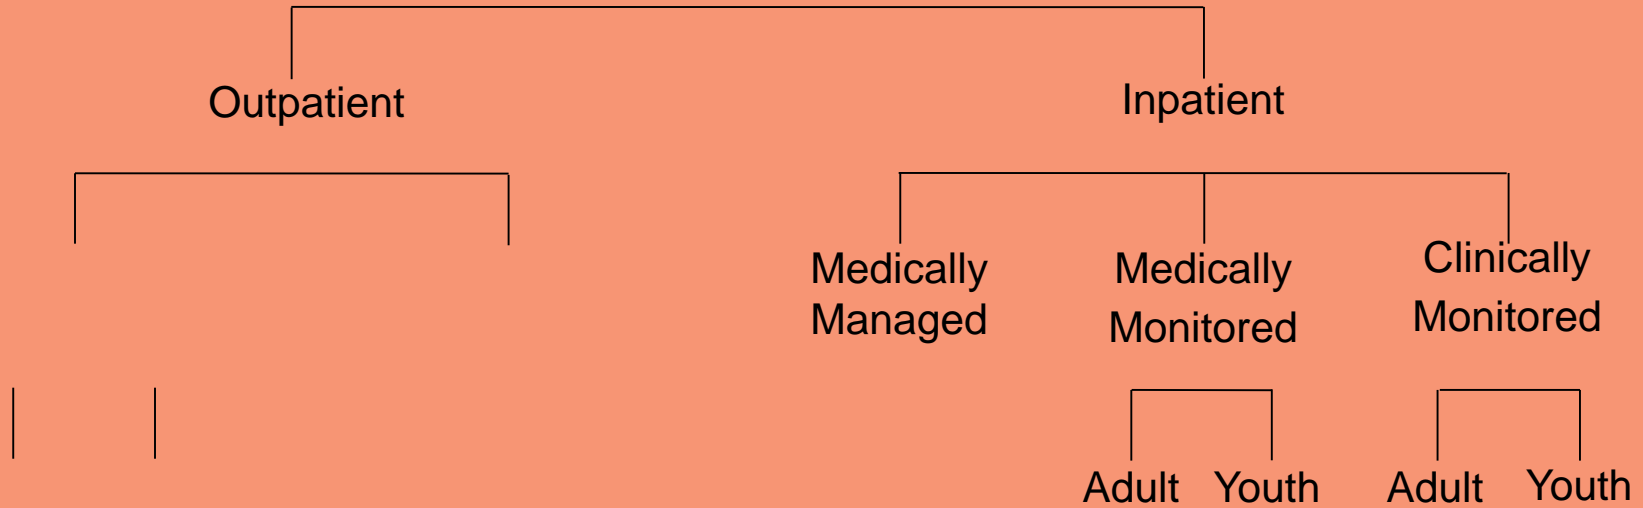 Outpatient
Inpatient
Medically
Managed
Medically
Monitored
Clinically
Monitored
Adult
Youth
Adult
Youth